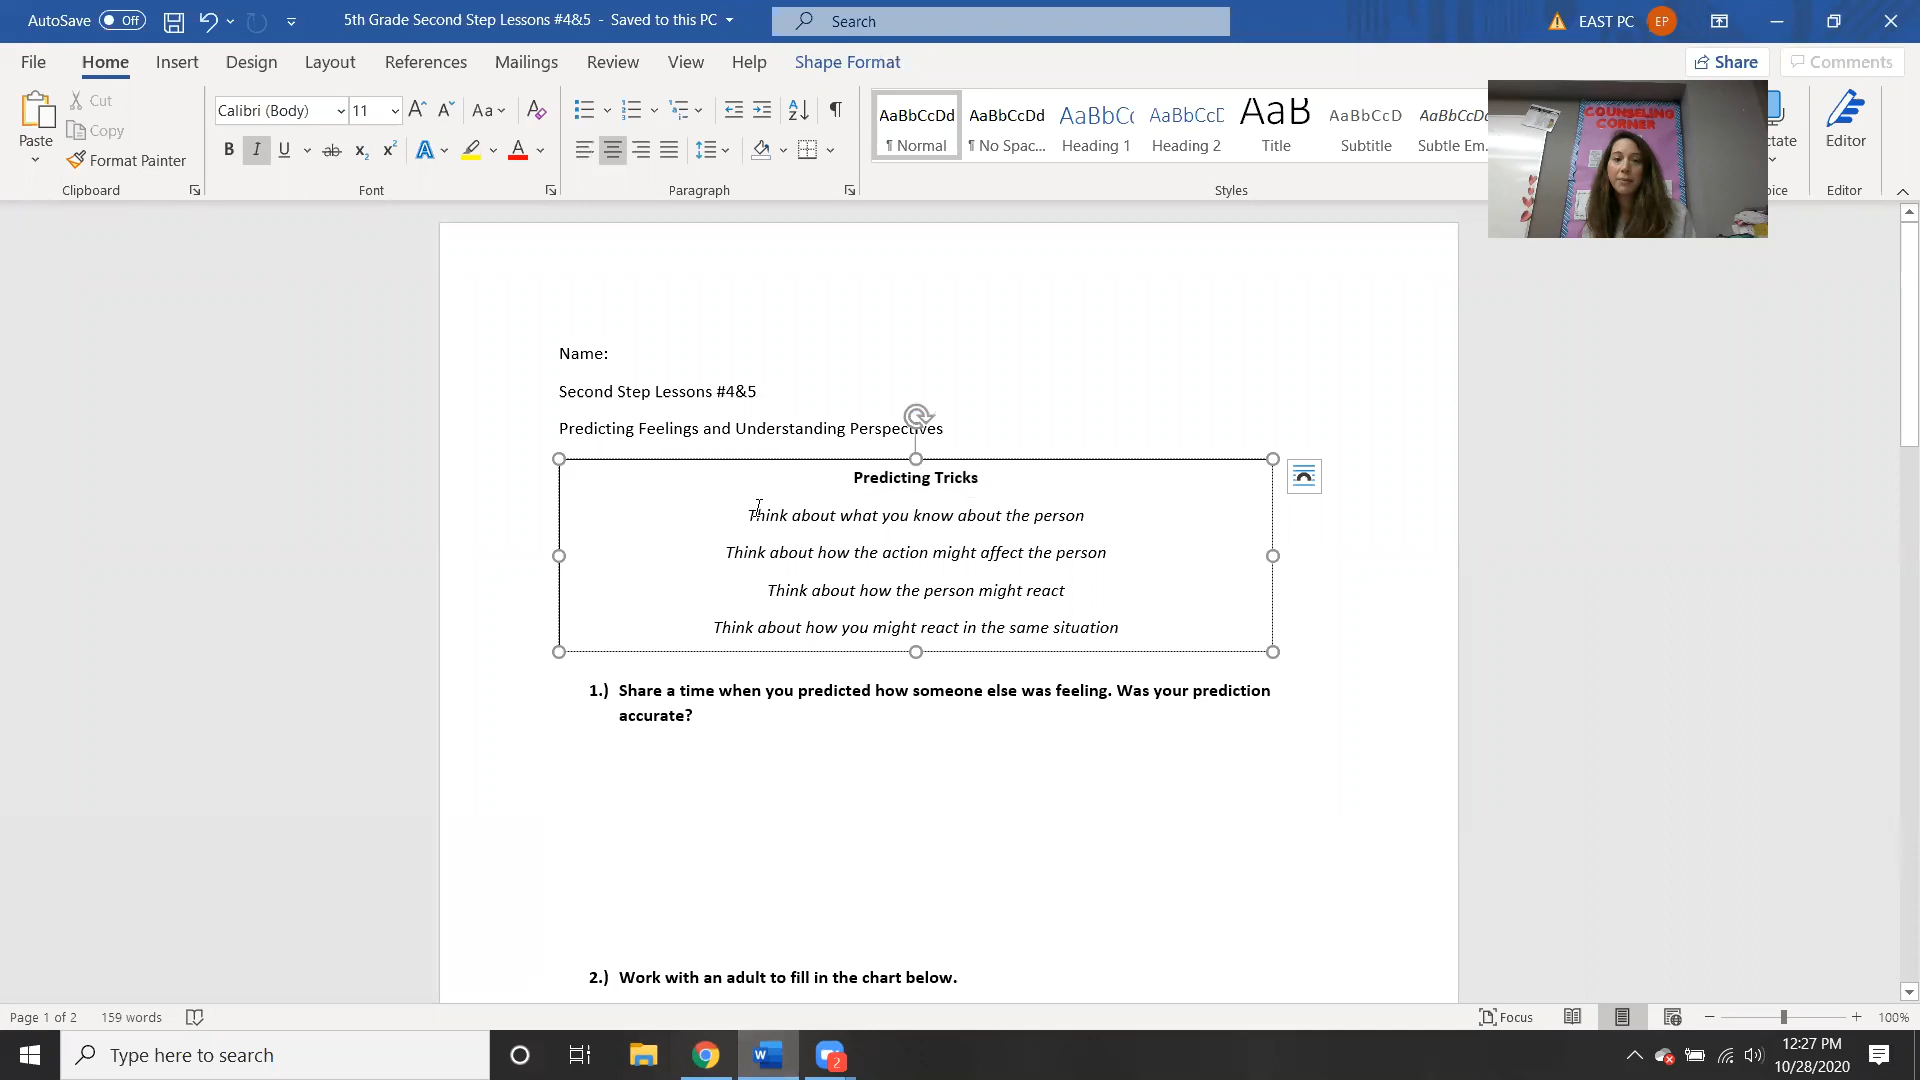 AutoSave Off 5th Grade Second Step Lessons #4&5 - Saved to this PC Search EAST PC EP
File Home Insert Design Layout References Mailings Review View Help Shape Format Share Comments
Paste Cut Copy Format Painter Clipboard
Calibri (Body) 11 Aa B I U ab x2 x2 A A Font
Paragraph
AaBbCcDd ¶ Normal AaBbCcDd ¶ No Spac... AaBbCc Heading 1 AaBbCcD Heading 2 AaB Title AaBbCcD Subtitle AaBbCcDd Subtle Em... Styles
Editor Editor
COUNSELING
CORNER
Name:
Second Step Lessons #4&5
Predicting Feelings and Understanding Perspectives
Predicting Tricks
Think about what you know about the person
Think about how the action might affect the person
Think about how the person might react
Think about how you might react in the same situation
1.) Share a time when you predicted how someone else was feeling. Was your prediction
accurate?
2.) Work with an adult to fill in the chart below.
Page 1 of 2 159 words Focus 100%
Type here to search 2 12:27 PM
10/28/2020